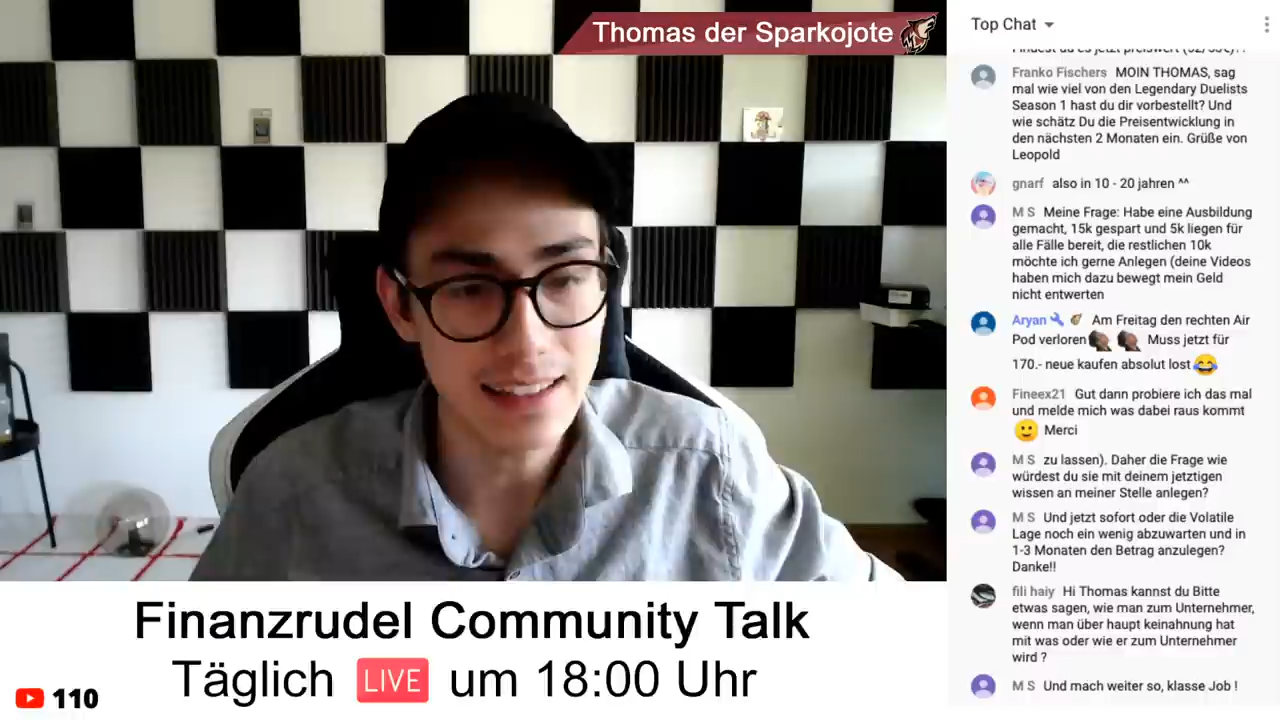 Thomas der Sparkojote
Top Chat
Findest du es jetzt preiswert (52/55€)??
Franko Fischers MOIN THOMAS, sag
mal wie viel von den Legendary Duelists
Season 1 hast du dir vorbestellt? Und
wie schätz Du die Preisentwicklung in
den nächsten 2 Monaten ein. Grüße von
Leopold
gnarf also in 10 - 20 jahren ^^
M S Meine Frage: Habe eine Ausbildung
gemacht, 15k gespart und 5k liegen für
alle Fälle bereit, die restlichen 10k
möchte ich gerne Anlegen (deine Videos
haben mich dazu bewegt mein Geld
nicht entwerten
Aryan Am Freitag den rechten Air
Pod verloren Muss jetzt für
170.- neue kaufen absolut lost 😂
Fineex21 Gut dann probiere ich das mal
und melde mich was dabei raus kommt
🙂 Merci
M S zu lassen). Daher die Frage wie
würdest du sie mit deinem jetztigen
wissen an meiner Stelle anlegen?
M S Und jetzt sofort oder die Volatile
Lage noch ein wenig abzuwarten und in
1-3 Monaten den Betrag anzulegen?
Danke!!
fili haiy Hi Thomas kannst du Bitte
etwas sagen, wie man zum Unternehmer,
wenn man über haupt keinahnung hat
mit was oder wie er zum Unternehmer
wird ?
M S Und mach weiter so, klasse Job !
Finanzrudel Community Talk
Täglich LIVE um 18:00 Uhr
110